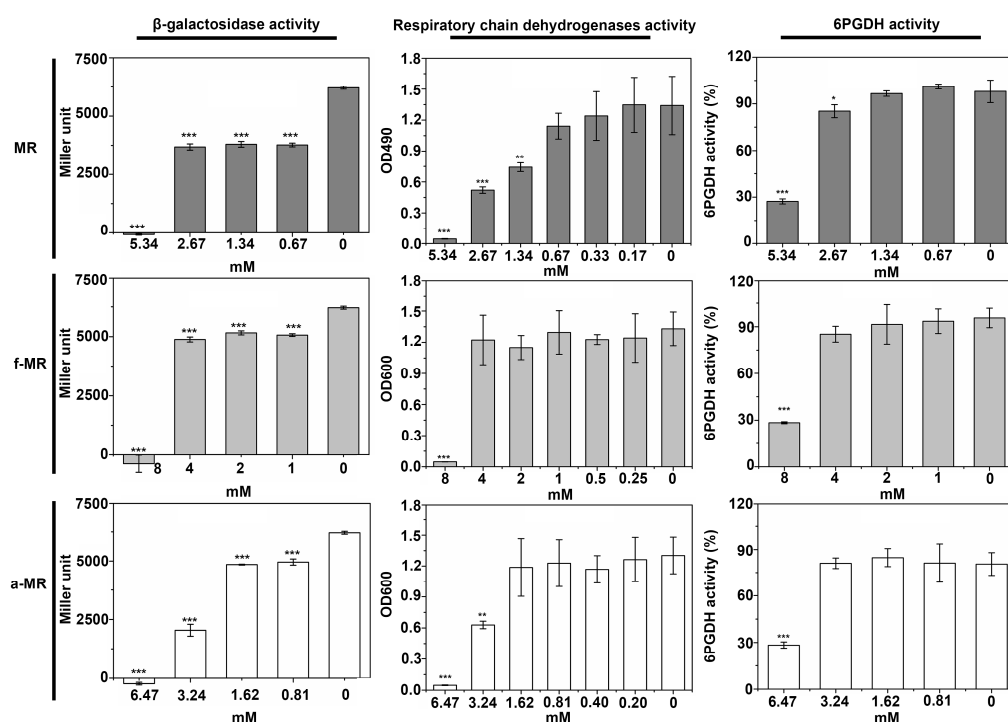 β-galactosidase activity
Respiratory chain dehydrogenases activity
6PGDH activity
MR
Miller unit
7500
5000
2500
0
***
***
***
***
5.34 2.67 1.34 0.67 0
mM
OD490
1.8
1.5
1.2
0.9
0.6
0.3
0.0
***
***
**
5.34 2.67 1.34 0.67 0.33 0.17 0
mM
6PGDH activity (%)
120
90
60
30
0
***
*
5.34 2.67 1.34 0.67 0
mM
f-MR
Miller unit
7500
5000
2500
0
***
***
***
***
8 4 2 1 0
mM
OD600
1.8
1.5
1.2
0.9
0.6
0.3
0.0
***
8 4 2 1 0.5 0.25 0
mM
6PGDH activity (%)
120
90
60
30
0
***
8 4 2 1 0
mM
a-MR
Miller unit
7500
5000
2500
0
***
***
***
***
6.47 3.24 1.62 0.81 0
mM
OD600
1.8
1.5
1.2
0.9
0.6
0.3
0.0
***
**
6.47 3.24 1.62 0.81 0.40 0.20 0
mM
6PGDH activity (%)
120
90
60
30
0
***
6.47 3.24 1.62 0.81 0
mM